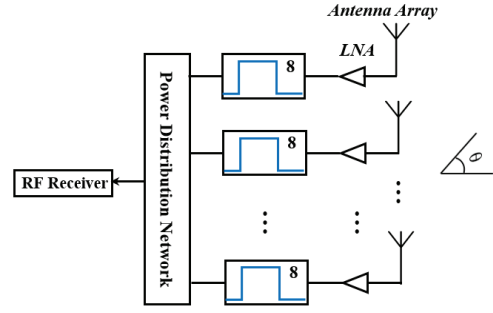 Antenna Array
LNA
8
8
Power Distribution Network
RF Receiver
θ
8